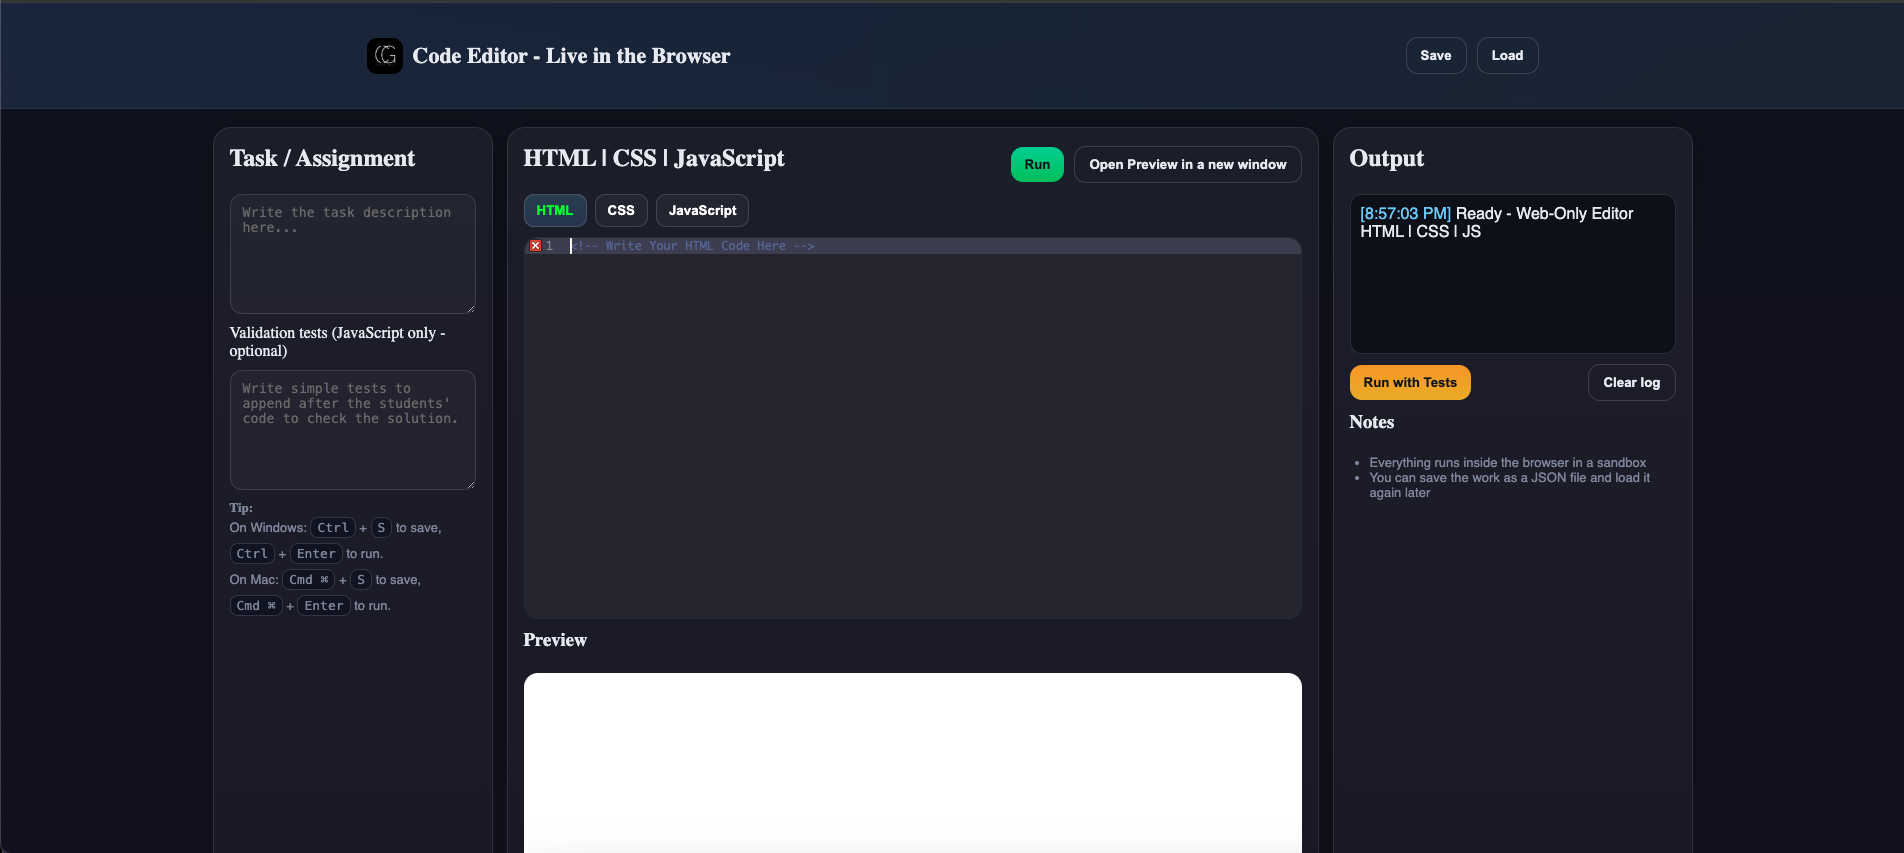 CG Code Editor - Live in the Browser
Save
Load
Task / Assignment
Write the task description
here...
Validation tests (JavaScript only -
optional)
Write simple tests to
append after the students'
code to check the solution.
Tip:
On Windows: Ctrl + S to save,
Ctrl + Enter to run.
On Mac: Cmd ⌘ + S to save,
Cmd ⌘ + Enter to run.
HTML | CSS | JavaScript
Run
Open Preview in a new window
HTML
CSS
JavaScript
1 <!-- Write Your HTML Code Here -->
Preview
Output
[8:57:03 PM] Ready - Web-Only Editor
HTML | CSS | JS
Run with Tests
Clear log
Notes
• Everything runs inside the browser in a sandbox
• You can save the work as a JSON file and load it
again later